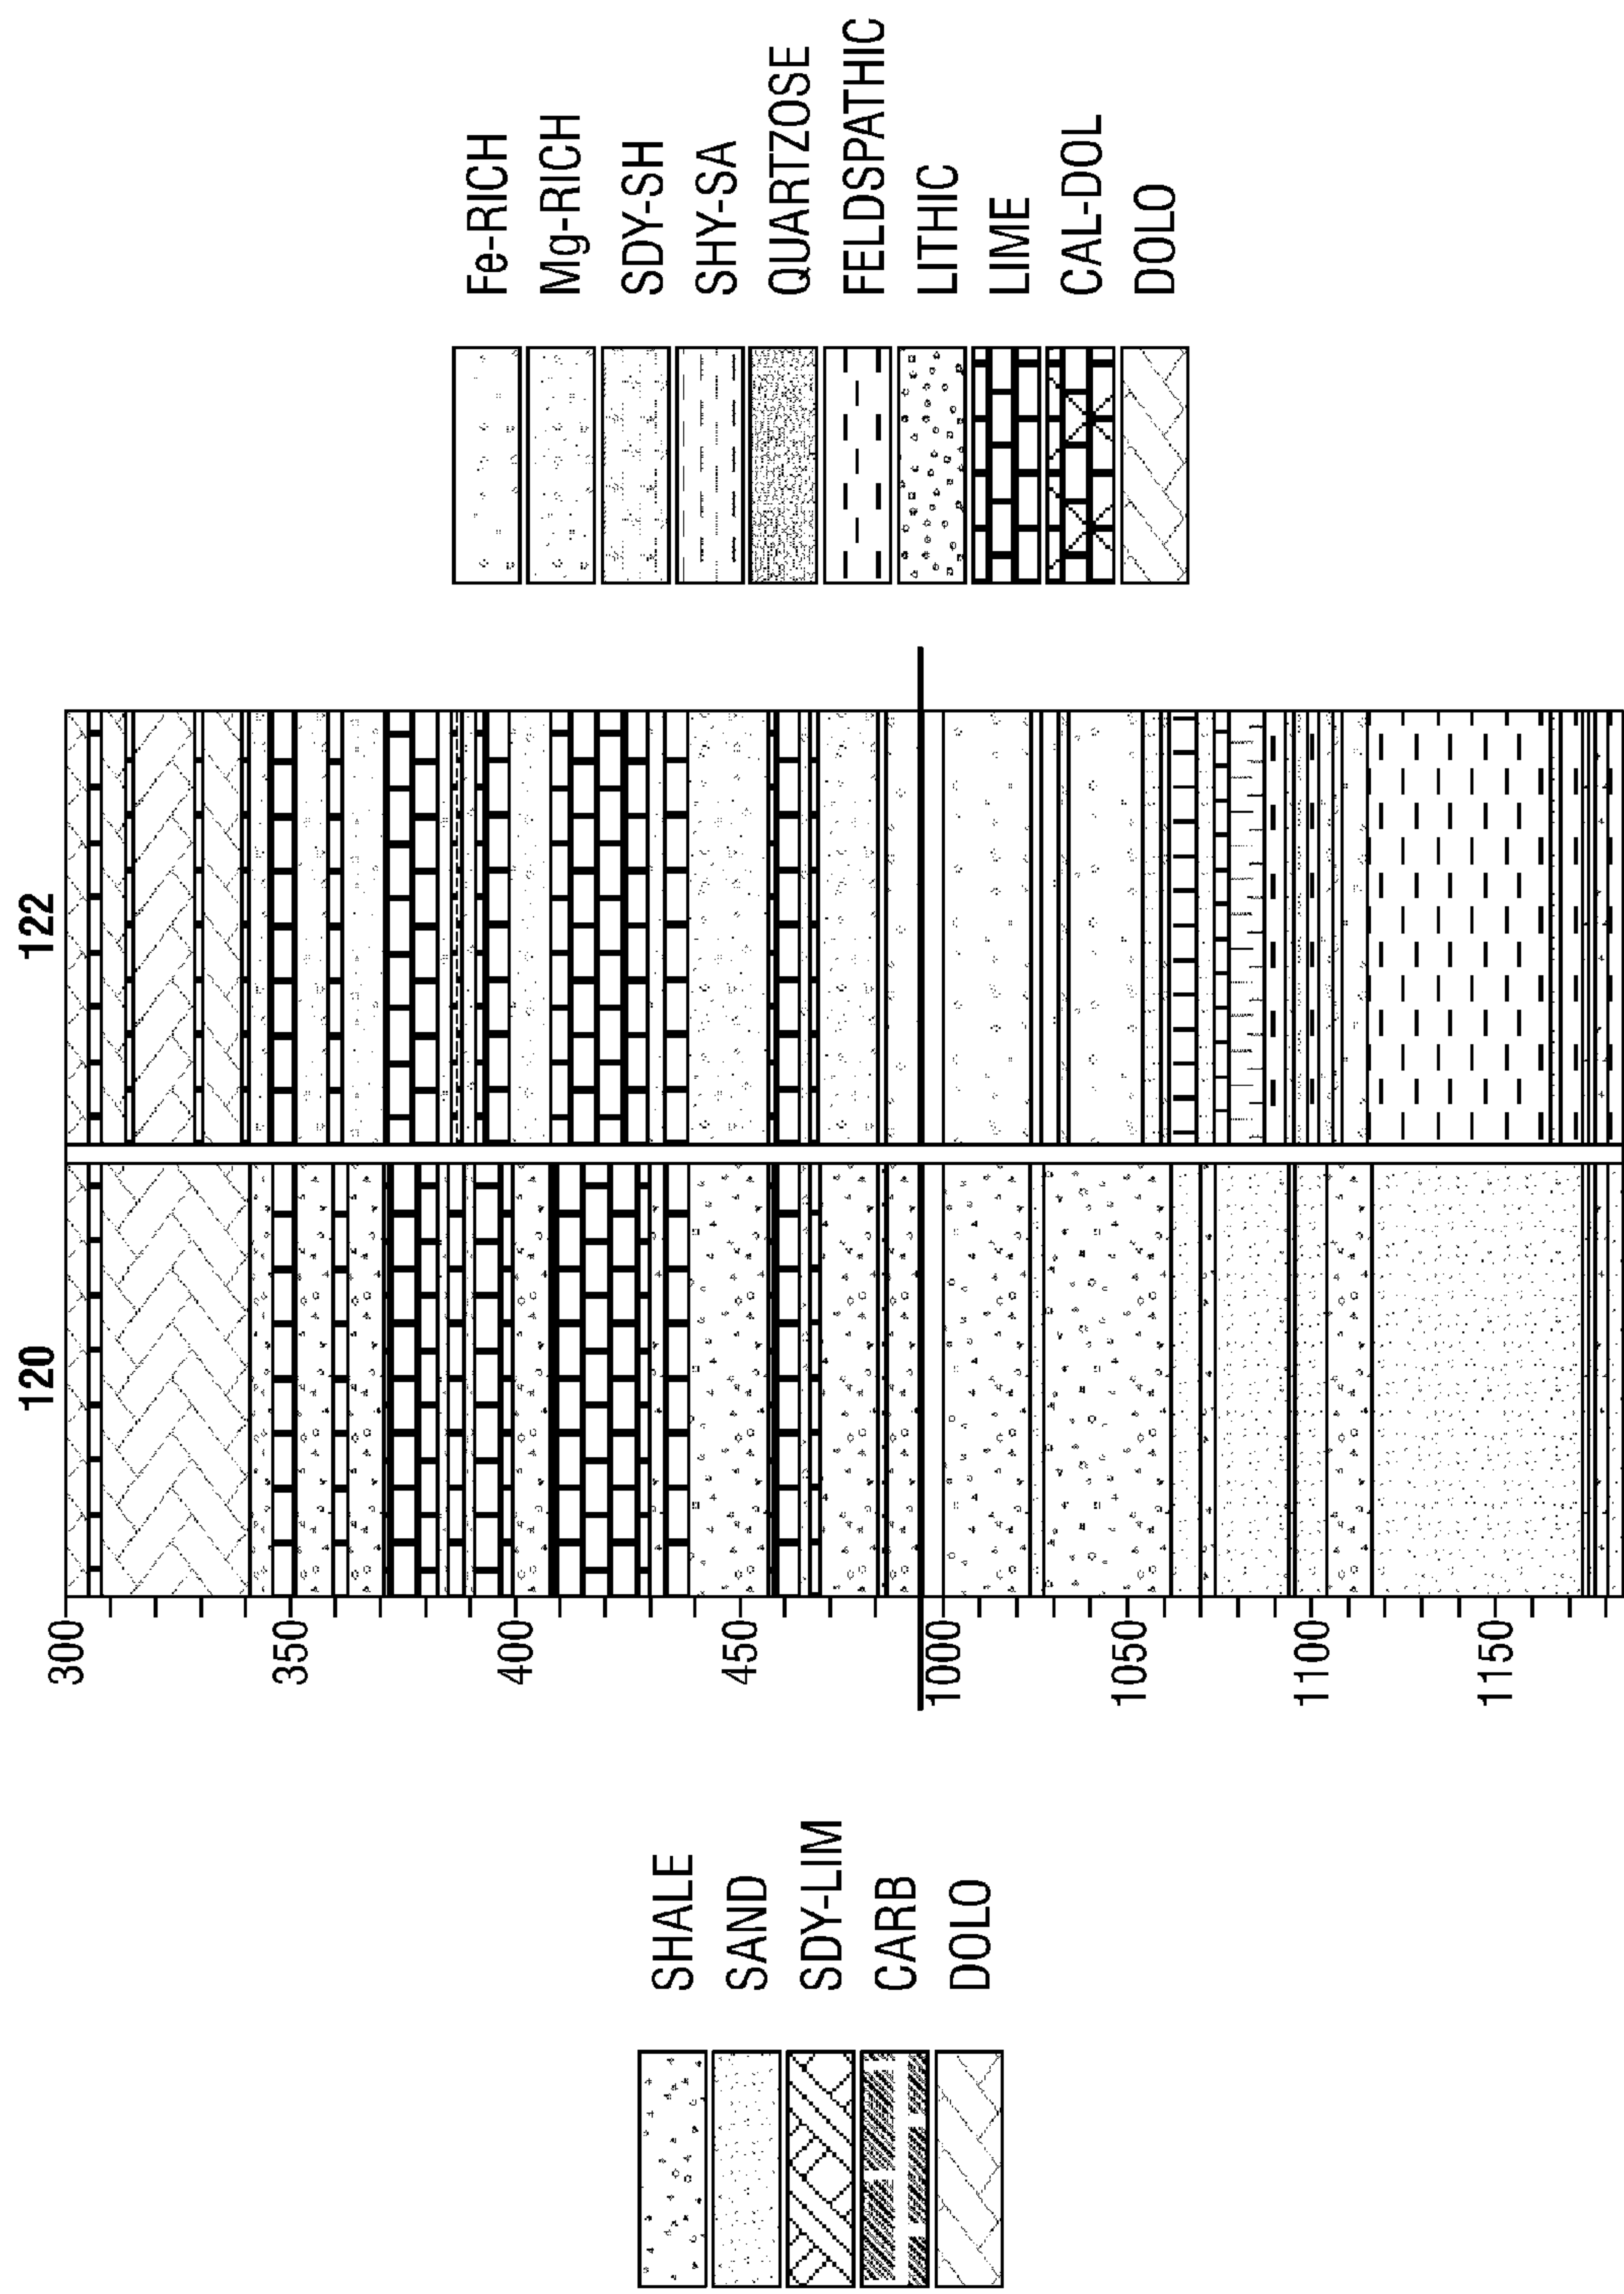 120
122
300
350
400
450
1000
1050
1100
1150
SHALE
SAND
SDY-LIM
CARB
DOLO
Fe-RICH
Mg-RICH
SDY-SH
SHY-SA
QUARTZOSE
FELDSPATHIC
LITHIC
LIME
CAL-DOL
DOLO